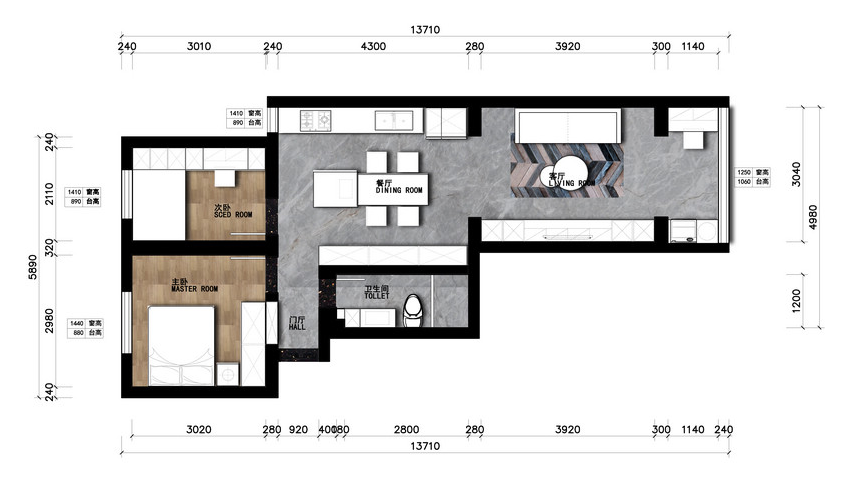 13710
240 3010 240 4300 280 3920 300 1140
1410 窗高
890 台高
240
2110
320
2980
240
5890
1410 窗高
890 台高
1440 窗高
880 台高
次卧
SCED ROOM
主卧
MASTER ROOM
餐厅
DINING ROOM
客厅
LIVING ROOM
卫生间
TOLLET
门厅
HALL
1250 窗高
1060 台高
3040
4980
1200
3020 280 920 400 180 2800 280 3920 300 1140 240
13710